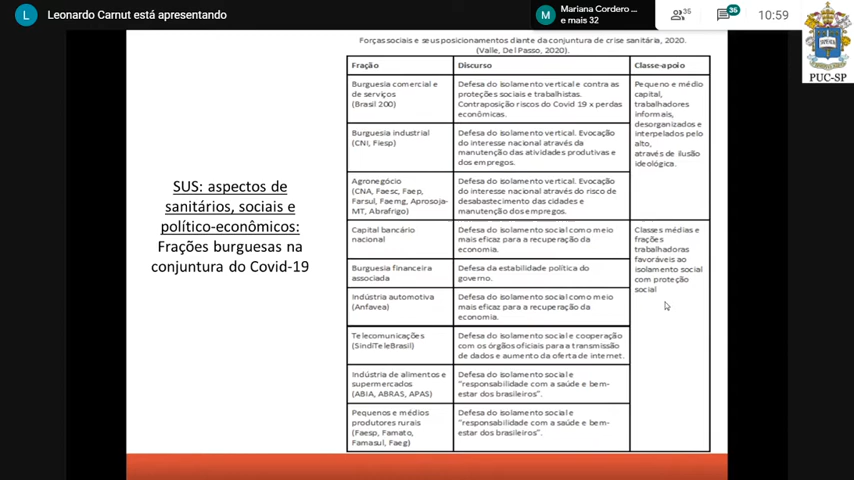 Leonardo Carnut está apresentando
Mariana Cordero ...
e mais 32
35
35
10:59
L
M
PUC-SP
SUS: aspectos de
sanitários, sociais e
político-econômicos:
Frações burguesas na
conjuntura do Covid-19
Forças sociais e seus posicionamentos diante da conjuntura de crise sanitária, 2020.
(Valle, Del Passo, 2020).
Fração
Discurso
Classe-apoio
Burguesia comercial e
de serviços
(Brasil 200)
Defesa do isolamento vertical e contra as
proteções sociais e trabalhistas.
Contraposição riscos do Covid 19 x perdas
econômicas.
Pequeno e médio
capital,
trabalhadores
informais,
desorganizados e
interpelados pelo
alto,
através de ilusão
ideológica.
Burguesia industrial
(CNI, Fiesp)
Defesa do isolamento vertical. Evocação
do interesse nacional através da
manutenção das atividades produtivas e
dos empregos.
Agronegócio
(CNA, Faesc, Faep,
Farsul, Faemg, Aprosoja-
MT, Abrafrigo)
Defesa do isolamento vertical. Evocação
do interesse nacional através do risco de
desabastecimento das cidades e
manutenção dos empregos.
Capital bancário
nacional
Defesa do isolamento social como meio
mais eficaz para a recuperação da
economia.
Classes médias e
frações
trabalhadoras
favoráveis ao
isolamento social
com proteção
social
Burguesia financeira
associada
Defesa da estabilidade política do
governo.
Indústria automotiva
(Anfavea)
Defesa do isolamento social como meio
mais eficaz para a recuperação da
economia.
Telecomunicações
(SindiTeleBrasil)
Defesa do isolamento social e cooperação
com os órgãos oficiais para a transmissão
de dados e aumento da oferta de internet.
Indústria de alimentos e
supermercados
(ABIA, ABRAS, APAS)
Defesa do isolamento social e
“responsabilidade com a saúde e bem-
estar dos brasileiros”.
Pequenos e médios
produtores rurais
(Faesp, Famato,
Famasul, Faeg)
Defesa do isolamento social e
“responsabilidade com a saúde e bem-
estar dos brasileiros”.